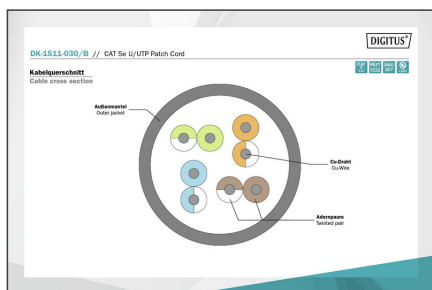 DIGITUS®
DK-1511-030/B // CAT 5e U/UTP Patch Cord
Kabelquerschnitt
Cable cross section
Außenmantel
Outer jacket
Cu-Draht
Cu-Wire
Adernpaare
Twisted pair